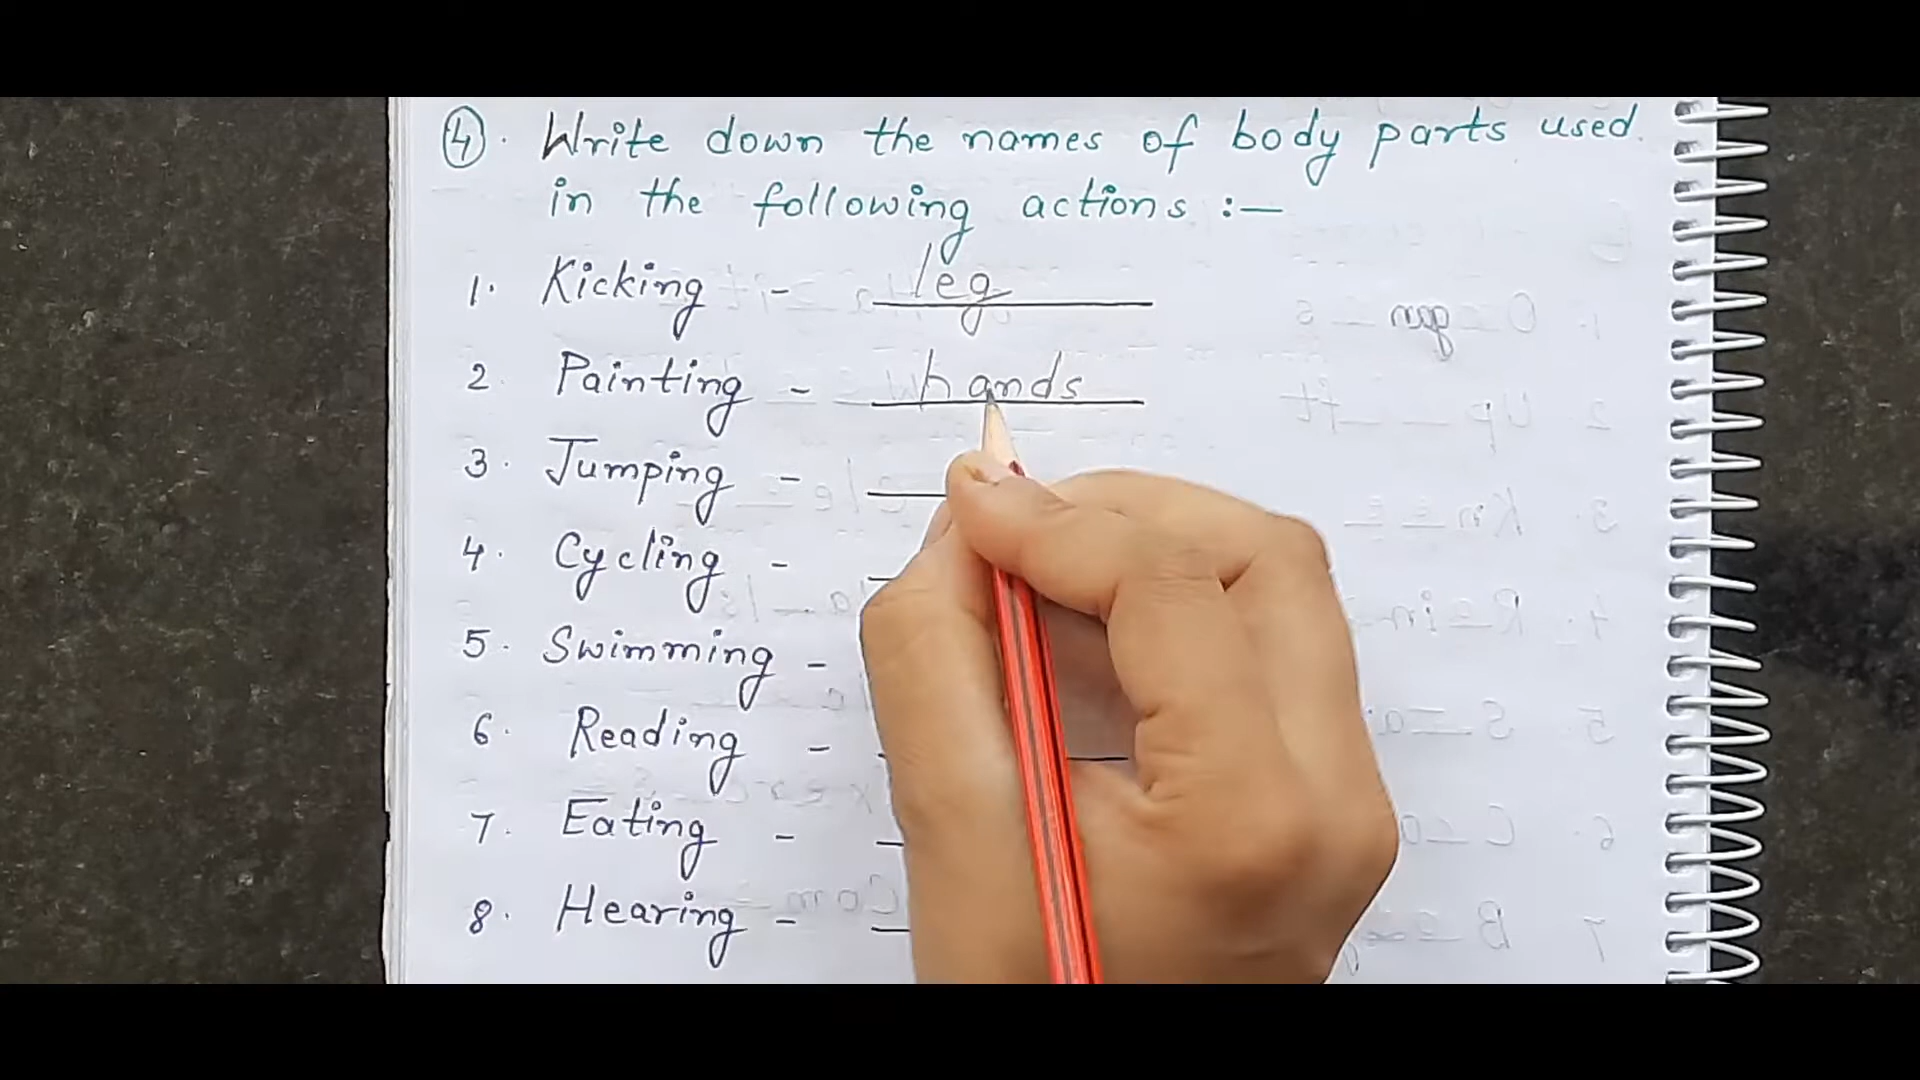 4. Write down the names of body parts used
in the following actions :—
1. Kicking - leg
2. Painting - hands
3. Jumping -
4. Cycling -
5. Swimming -
6. Reading -
7. Eating -
8. Hearing -